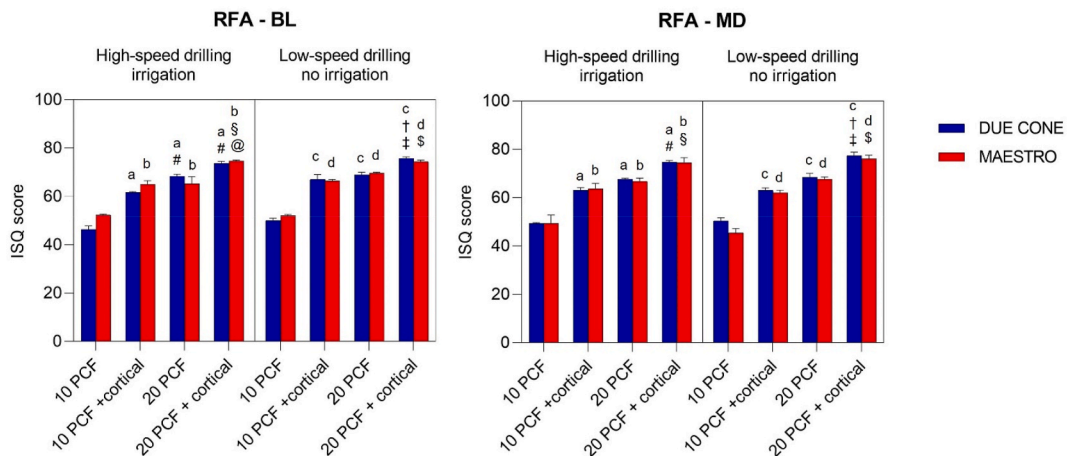 RFA - BL
High-speed drilling
irrigation
Low-speed drilling
no irrigation
ISQ score
100
80
60
40
20
0
a
b
a
#
b
a
#
b
§
@
c
d
c
d
c
†
‡
d
$
10 PCF
10 PCF +cortical
20 PCF
20 PCF + cortical
10 PCF
10 PCF +cortical
20 PCF
20 PCF + cortical
RFA - MD
High-speed drilling
irrigation
Low-speed drilling
no irrigation
ISQ score
100
80
60
40
20
0
a
b
a
b
a
#
b
§
c
d
c
d
c
†
‡
d
$
10 PCF
10 PCF +cortical
20 PCF
20 PCF + cortical
10 PCF
10 PCF +cortical
20 PCF
20 PCF + cortical
DUE CONE
MAESTRO